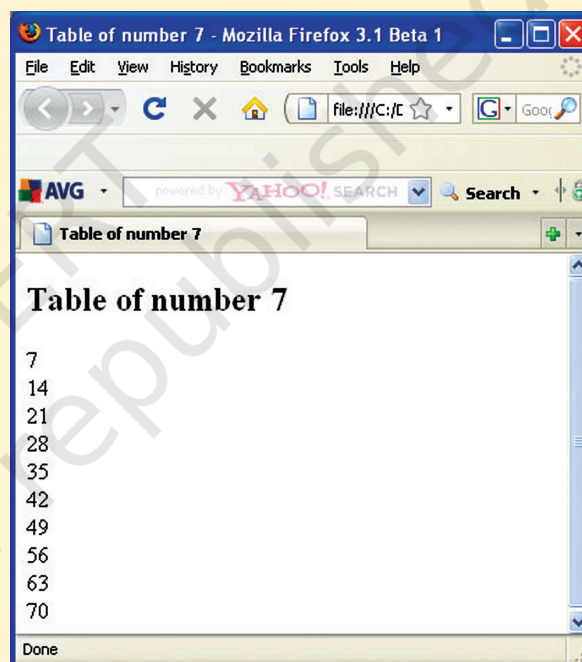 Table of number 7 - Mozilla Firefox 3.1 Beta 1
File Edit View History Bookmarks Tools Help
file:///C:/D G Goo
AVG powered by YAHOO! SEARCH Search
Table of number 7
Table of number 7
7
14
21
28
35
42
49
56
63
70
Done
republished